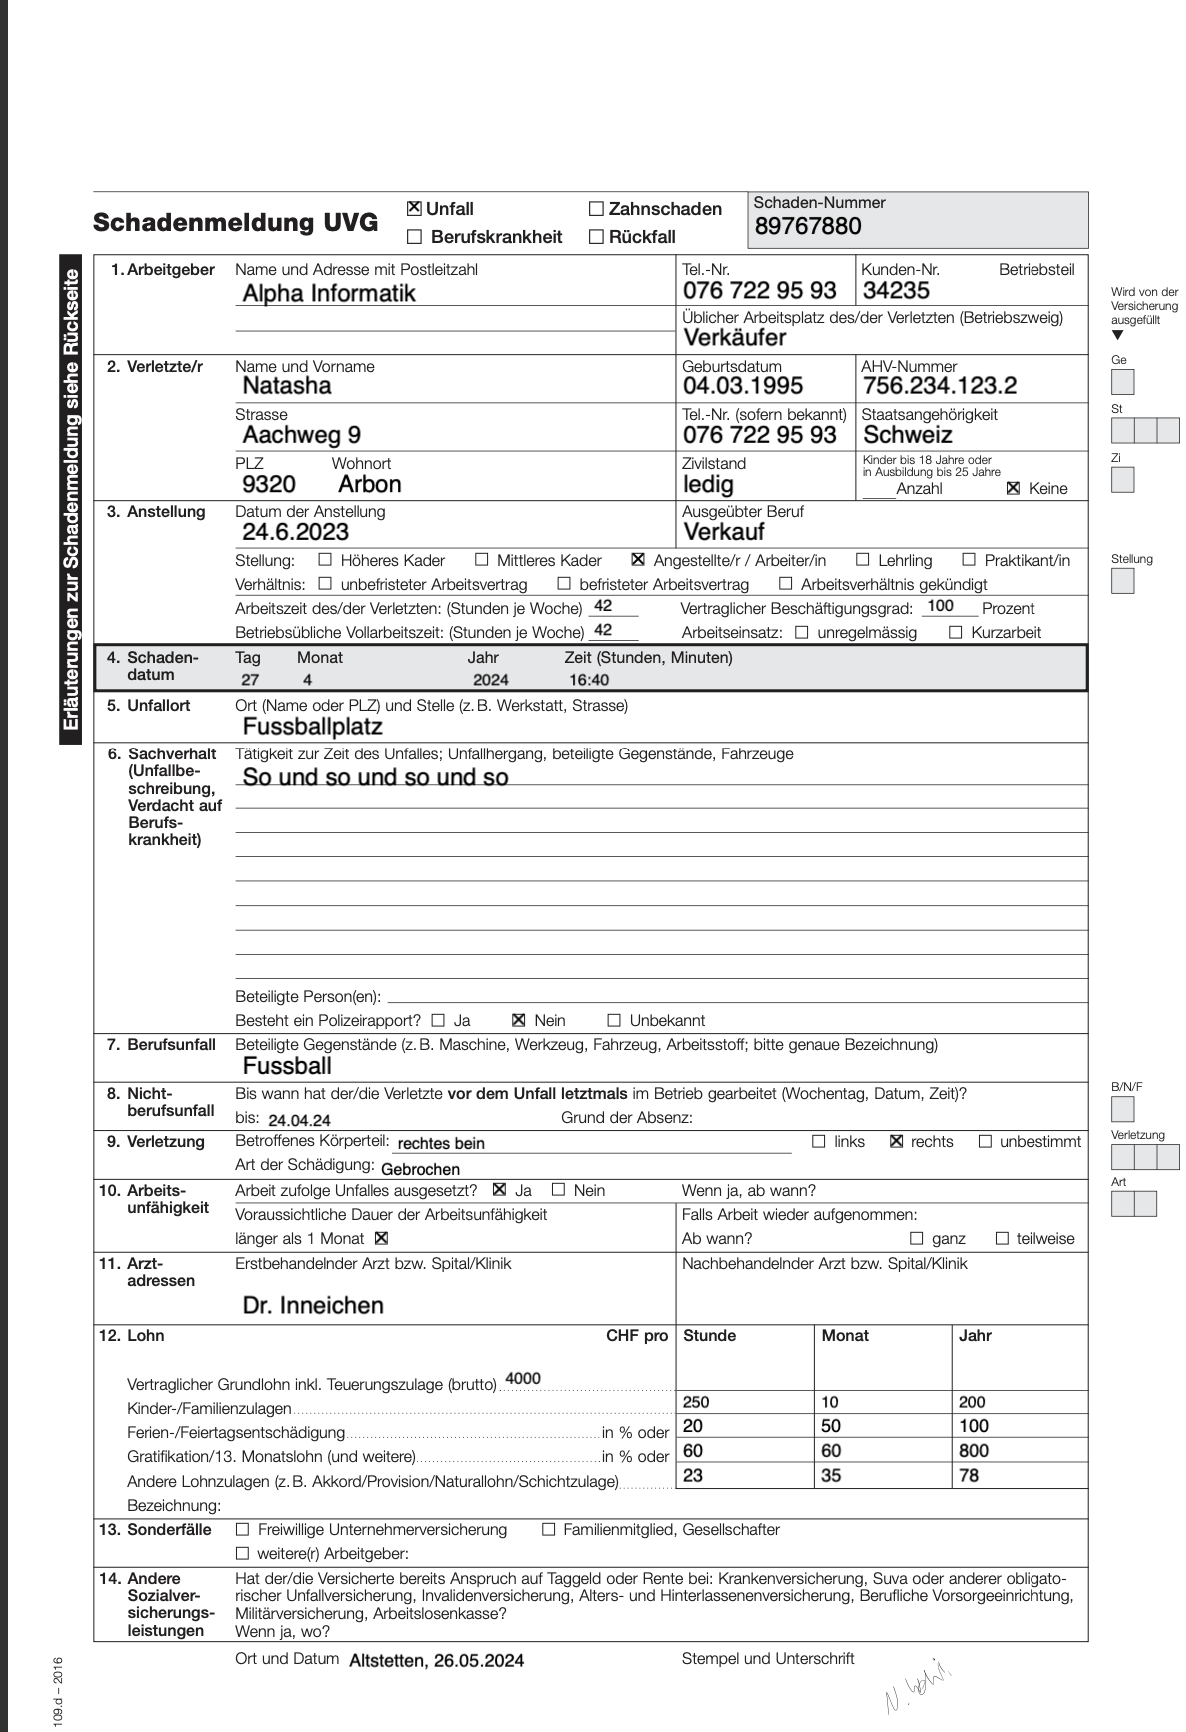 Schadenmeldung UVG
☒ Unfall ☐ Zahnschaden
☐ Berufskrankheit ☐ Rückfall
Schaden-Nummer
89767880
Erläuterungen zur Schadenmeldung siehe Rückseite
1. Arbeitgeber Name und Adresse mit Postleitzahl Tel.-Nr. Kunden-Nr. Betriebsteil
Alpha Informatik 076 722 95 93 34235
Üblicher Arbeitsplatz des/der Verletzten (Betriebszweig)
Verkäufer
Wird von der
Versicherung
ausgefüllt
▼
2. Verletzte/r Name und Vorname Geburtsdatum AHV-Nummer Ge
Natasha 04.03.1995 756.234.123.2
Strasse Tel.-Nr. (sofern bekannt) Staatsangehörigkeit St
Aachweg 9 076 722 95 93 Schweiz
PLZ Wohnort Zivilstand Kinder bis 18 Jahre oder Zi
in Ausbildung bis 25 Jahre
9320 Arbon ledig ____Anzahl ☒ Keine
3. Anstellung Datum der Anstellung Ausgeübter Beruf
24.6.2023 Verkauf
Stellung: ☐ Höheres Kader ☐ Mittleres Kader ☒ Angestellte/r / Arbeiter/in ☐ Lehrling ☐ Praktikant/in Stellung
Verhältnis: ☐ unbefristeter Arbeitsvertrag ☐ befristeter Arbeitsvertrag ☐ Arbeitsverhältnis gekündigt
Arbeitszeit des/der Verletzten: (Stunden je Woche) 42 Vertraglicher Beschäftigungsgrad: 100 Prozent
Betriebsübliche Vollarbeitszeit: (Stunden je Woche) 42 Arbeitseinsatz: ☐ unregelmässig ☐ Kurzarbeit
4. Schaden- Tag Monat Jahr Zeit (Stunden, Minuten)
datum 27 4 2024 16:40
5. Unfallort Ort (Name oder PLZ) und Stelle (z. B. Werkstatt, Strasse)
Fussballplatz
6. Sachverhalt Tätigkeit zur Zeit des Unfalles; Unfallhergang, beteiligte Gegenstände, Fahrzeuge
(Unfallbe- So und so und so und so
schreibung,
Verdacht auf
Berufs-
krankheit)
Beteiligte Person(en):
Besteht ein Polizeirapport? ☐ Ja ☒ Nein ☐ Unbekannt
7. Berufsunfall Beteiligte Gegenstände (z. B. Maschine, Werkzeug, Fahrzeug, Arbeitsstoff; bitte genaue Bezeichnung)
Fussball
8. Nicht- Bis wann hat der/die Verletzte vor dem Unfall letztmals im Betrieb gearbeitet (Wochentag, Datum, Zeit)? B/N/F
berufsunfall bis: 24.04.24 Grund der Absenz:
9. Verletzung Betroffenes Körperteil: rechtes bein ☐ links ☒ rechts ☐ unbestimmt Verletzung
Art der Schädigung: Gebrochen
10. Arbeits- Arbeit zufolge Unfalles ausgesetzt? ☒ Ja ☐ Nein Wenn ja, ab wann? Art
unfähigkeit Voraussichtliche Dauer der Arbeitsunfähigkeit Falls Arbeit wieder aufgenommen:
länger als 1 Monat ☒ Ab wann? ☐ ganz ☐ teilweise
11. Arzt- Erstbehandelnder Arzt bzw. Spital/Klinik Nachbehandelnder Arzt bzw. Spital/Klinik
adressen
Dr. Inneichen
12. Lohn CHF pro Stunde Monat Jahr
Vertraglicher Grundlohn inkl. Teuerungszulage (brutto) 4000
Kinder-/Familienzulagen 250 10 200
Ferien-/Feiertagsentschädigung in % oder 20 50 100
Gratifikation/13. Monatslohn (und weitere) in % oder 60 60 800
Andere Lohnzulagen (z. B. Akkord/Provision/Naturallohn/Schichtzulage) 23 35 78
Bezeichnung:
13. Sonderfälle ☐ Freiwillige Unternehmerversicherung ☐ Familienmitglied, Gesellschafter
☐ weitere(r) Arbeitgeber:
14. Andere Hat der/die Versicherte bereits Anspruch auf Taggeld oder Rente bei: Krankenversicherung, Suva oder anderer obligato-
Sozialver- rischer Unfallversicherung, Invalidenversicherung, Alters- und Hinterlassenenversicherung, Berufliche Vorsorgeeinrichtung,
sicherungs- Militärversicherung, Arbeitslosenkasse?
leistungen Wenn ja, wo?
Ort und Datum Altstetten, 26.05.2024 Stempel und Unterschrift
109.d – 2016